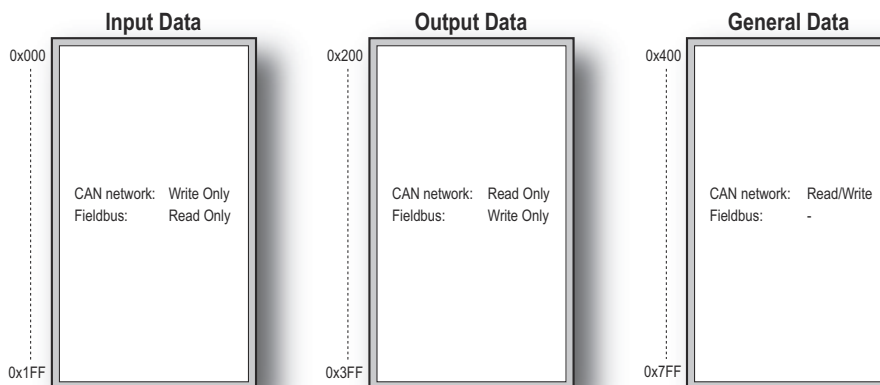 Input Data
0x000
CAN network: Write Only
Fieldbus: Read Only
0x1FF
Output Data
0x200
CAN network: Read Only
Fieldbus: Write Only
0x3FF
General Data
0x400
CAN network: Read/Write
Fieldbus: -
0x7FF